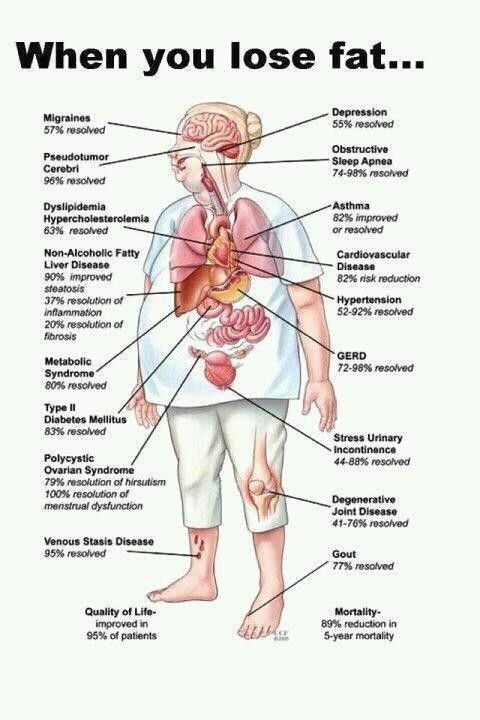 When you lose fat...
Migraines
57% resolved
Pseudotumor
Cerebri
96% resolved
Dyslipidemia
Hypercholesterolemia
63% resolved
Non-Alcoholic Fatty
Liver Disease
90% improved
steatosis
37% resolution of
inflammation
20% resolution of
fibrosis
Metabolic
Syndrome
80% resolved
Type II
Diabetes Mellitus
83% resolved
Polycystic
Ovarian Syndrome
79% resolution of hirsutism
100% resolution of
menstrual dysfunction
Venous Stasis Disease
95% resolved
Quality of Life-
improved in
95% of patients
Depression
55% resolved
Obstructive
Sleep Apnea
74-98% resolved
Asthma
82% improved
or resolved
Cardiovascular
Disease
82% risk reduction
Hypertension
52-92% resolved
GERD
72-98% resolved
Stress Urinary
Incontinence
44-88% resolved
Degenerative
Joint Disease
41-76% resolved
Gout
77% resolved
Mortality-
89% reduction in
5-year mortality